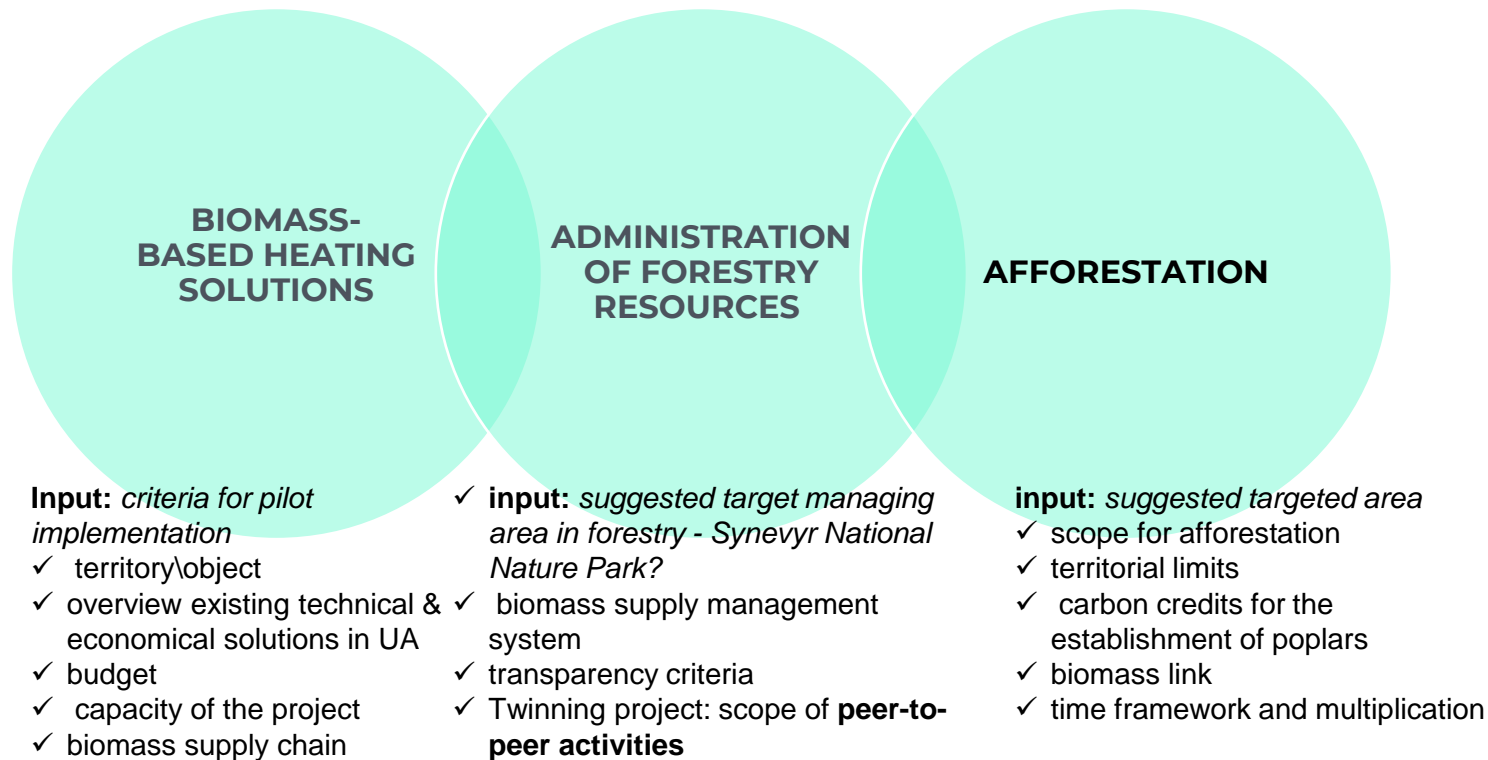 BIOMASS-
BASED HEATING
SOLUTIONS
ADMINISTRATION
OF FORESTRY
RESOURCES
AFFORESTATION
Input: criteria for pilot
implementation
✓ territory\object
✓ overview existing technical &
economical solutions in UA
✓ budget
✓ capacity of the project
✓ biomass supply chain
✓ input: suggested target managing
area in forestry - Synevyr National
Nature Park?
✓ biomass supply management
system
✓ transparency criteria
✓ Twinning project: scope of peer-to-
peer activities
input: suggested targeted area
✓ scope for afforestation
✓ territorial limits
✓ carbon credits for the
establishment of poplars
✓ biomass link
✓ time framework and multiplication